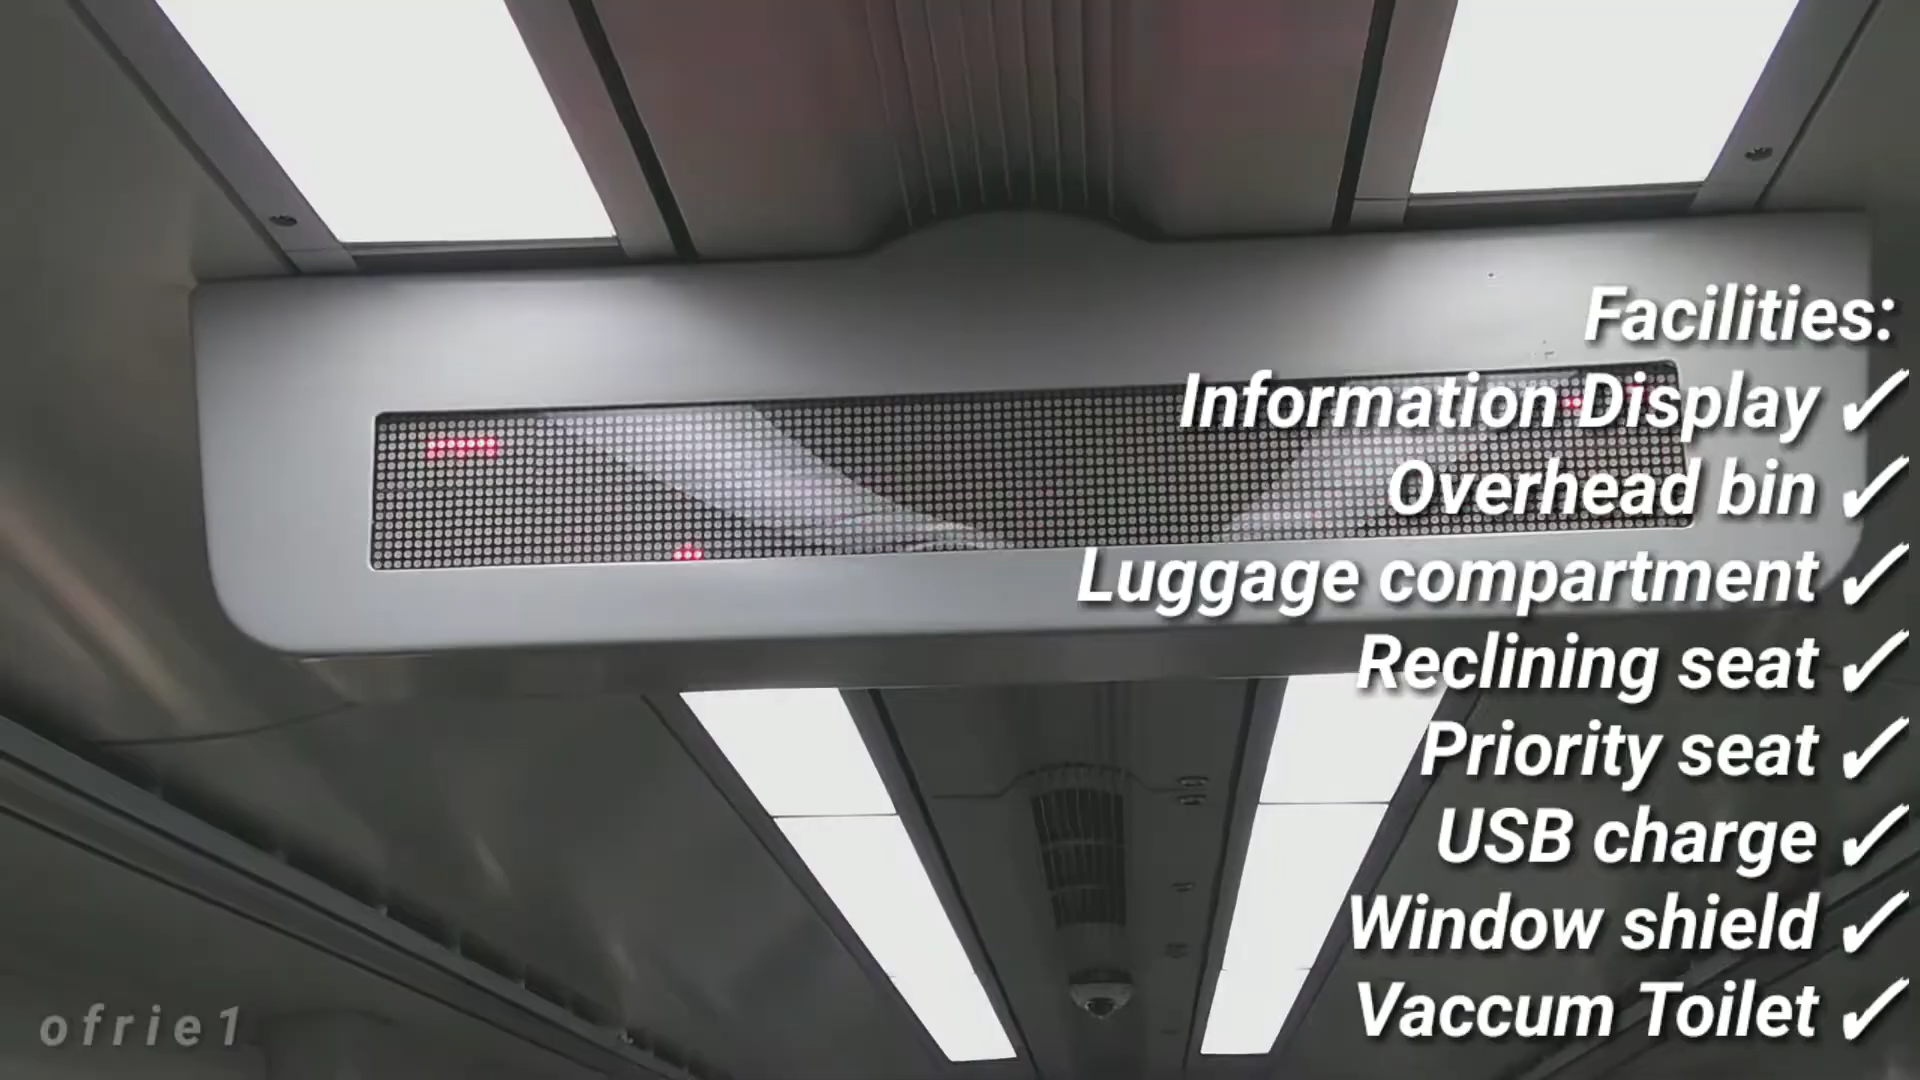 Facilities:
Information Display ✓
Overhead bin ✓
Luggage compartment ✓
Reclining seat ✓
Priority seat ✓
USB charge ✓
Window shield ✓
Vaccum Toilet ✓
ofrie1